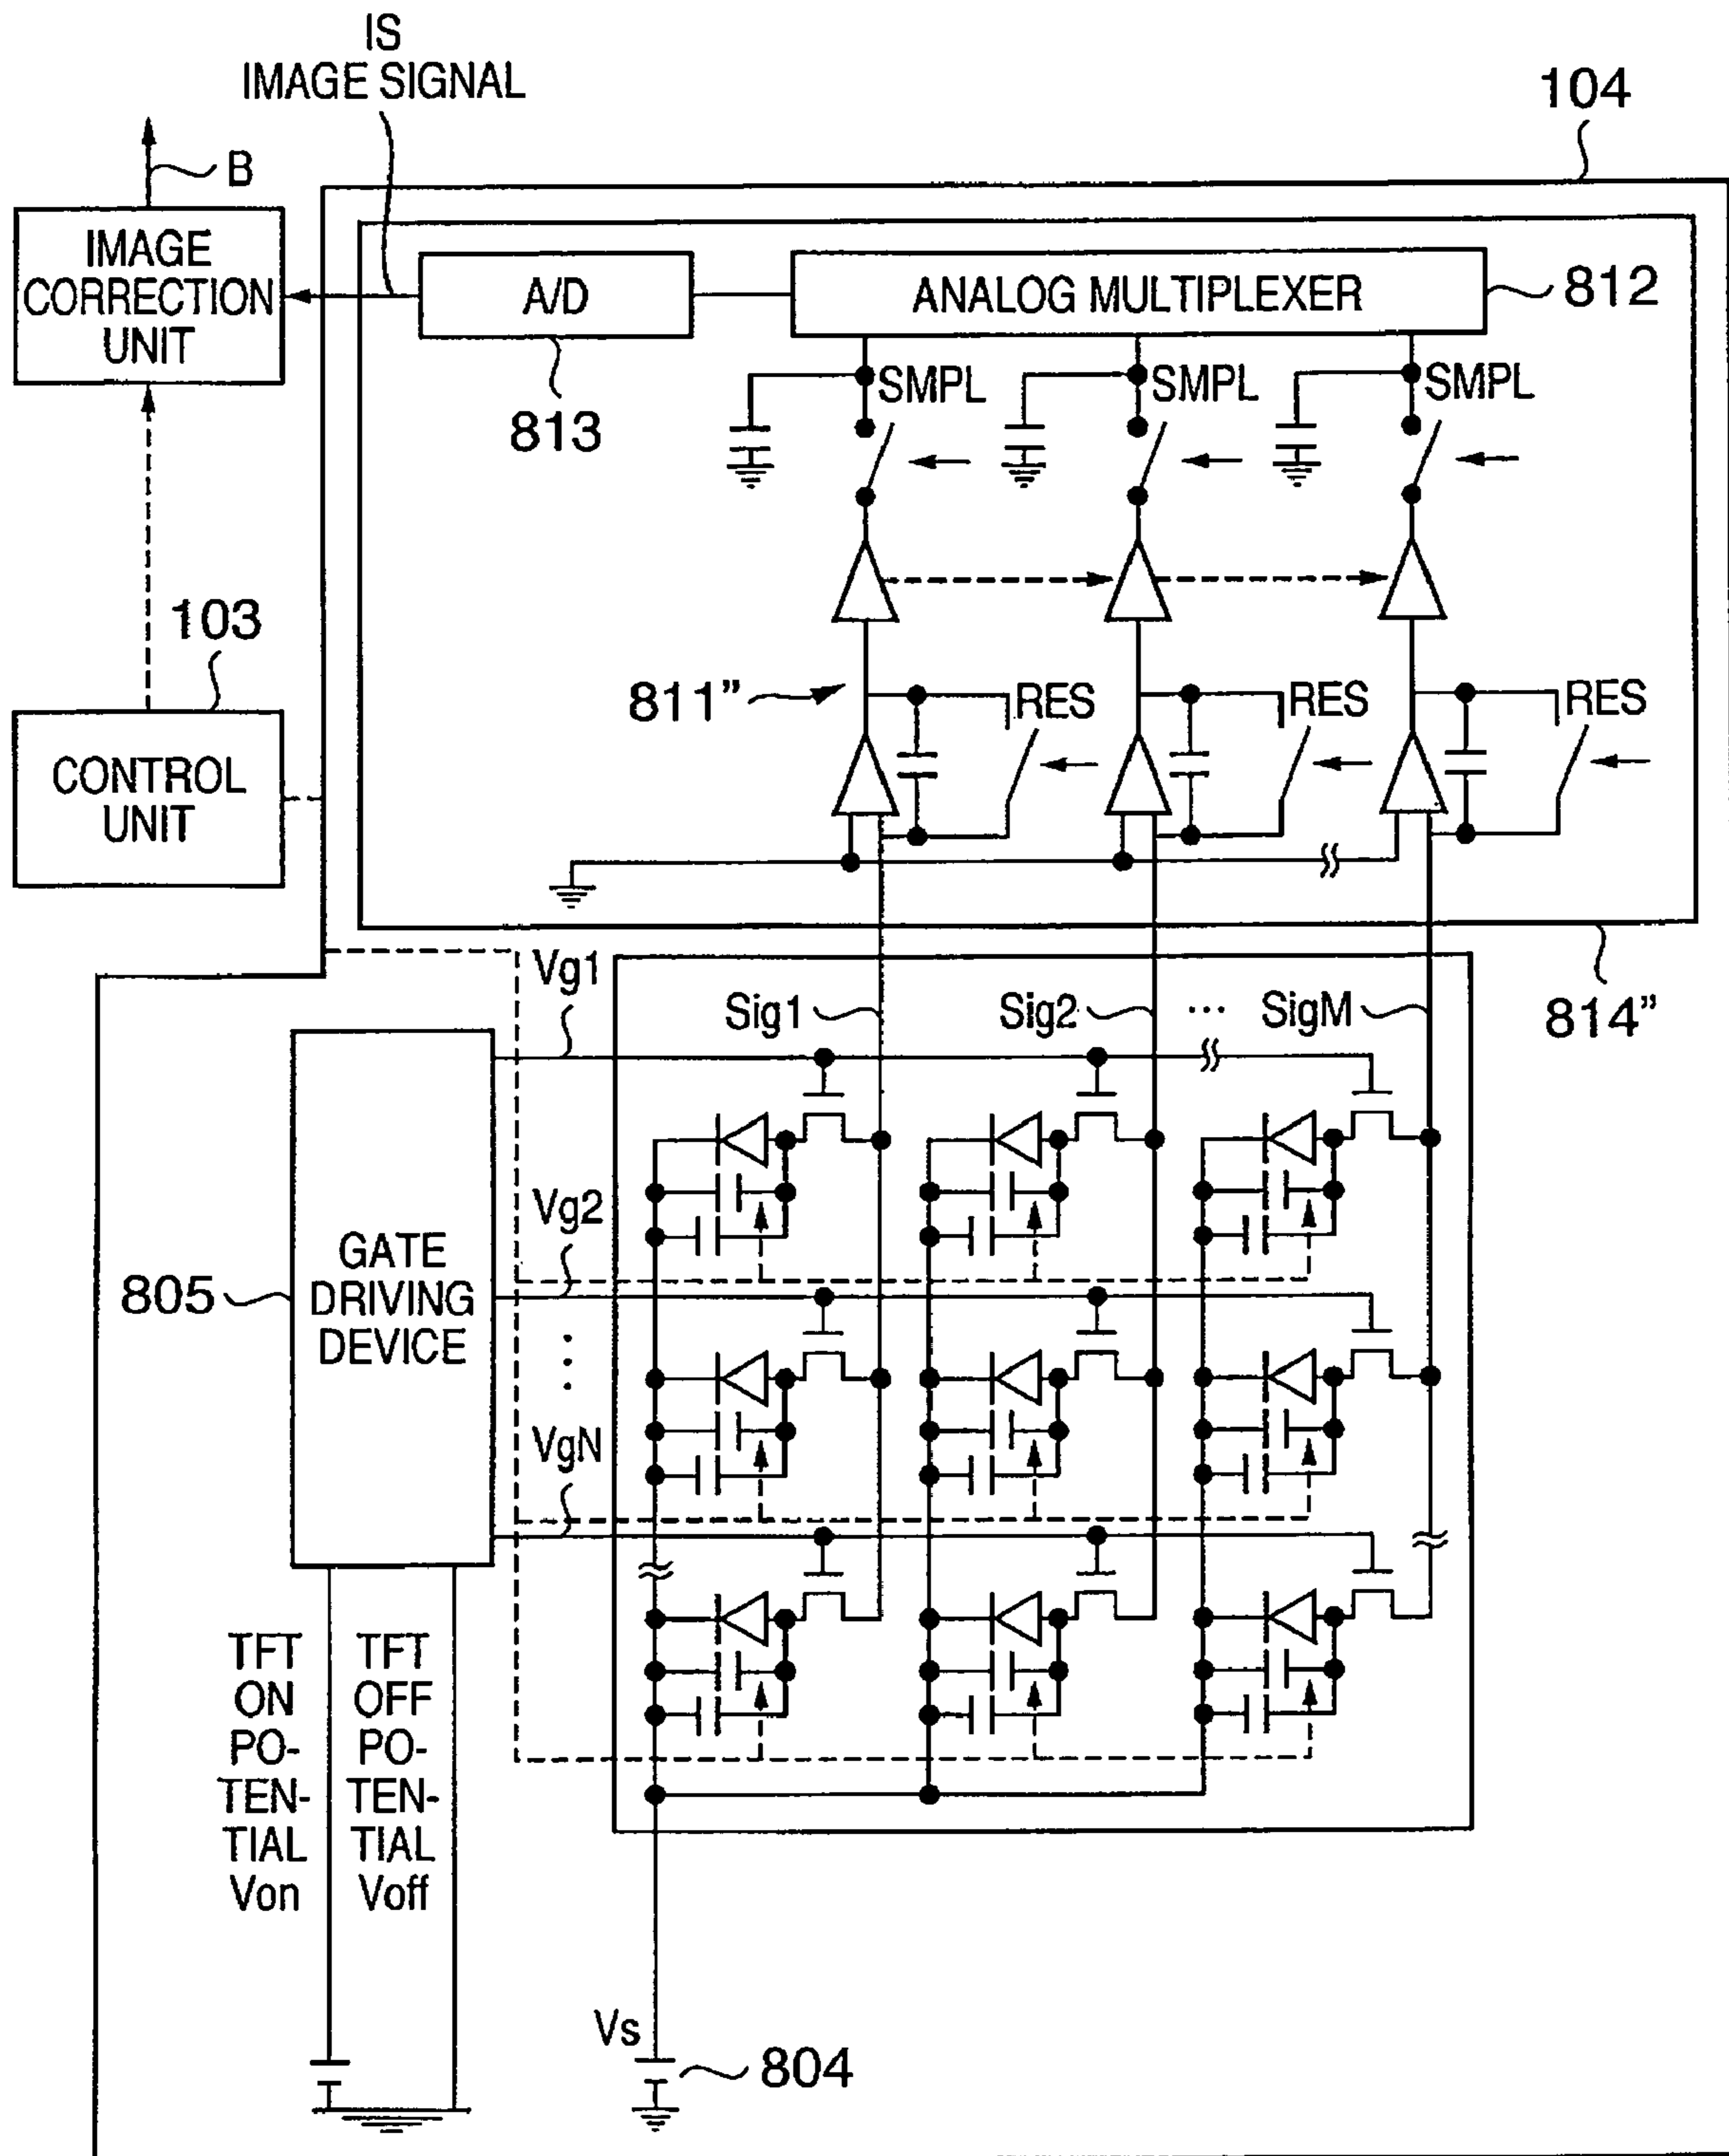 IS
IMAGE SIGNAL
104
B
IMAGE
CORRECTION
UNIT
A/D
ANALOG MULTIPLEXER
812
813
SMPL
SMPL
SMPL
103
CONTROL
UNIT
811”
RES
RES
RES
814”
Vg1
Sig1
Sig2
...
SigM
Vg2
805
GATE
DRIVING
DEVICE
VgN
TFT
ON
PO-
TEN-
TIAL
Von
TFT
OFF
PO-
TEN-
TIAL
Voff
Vs
804